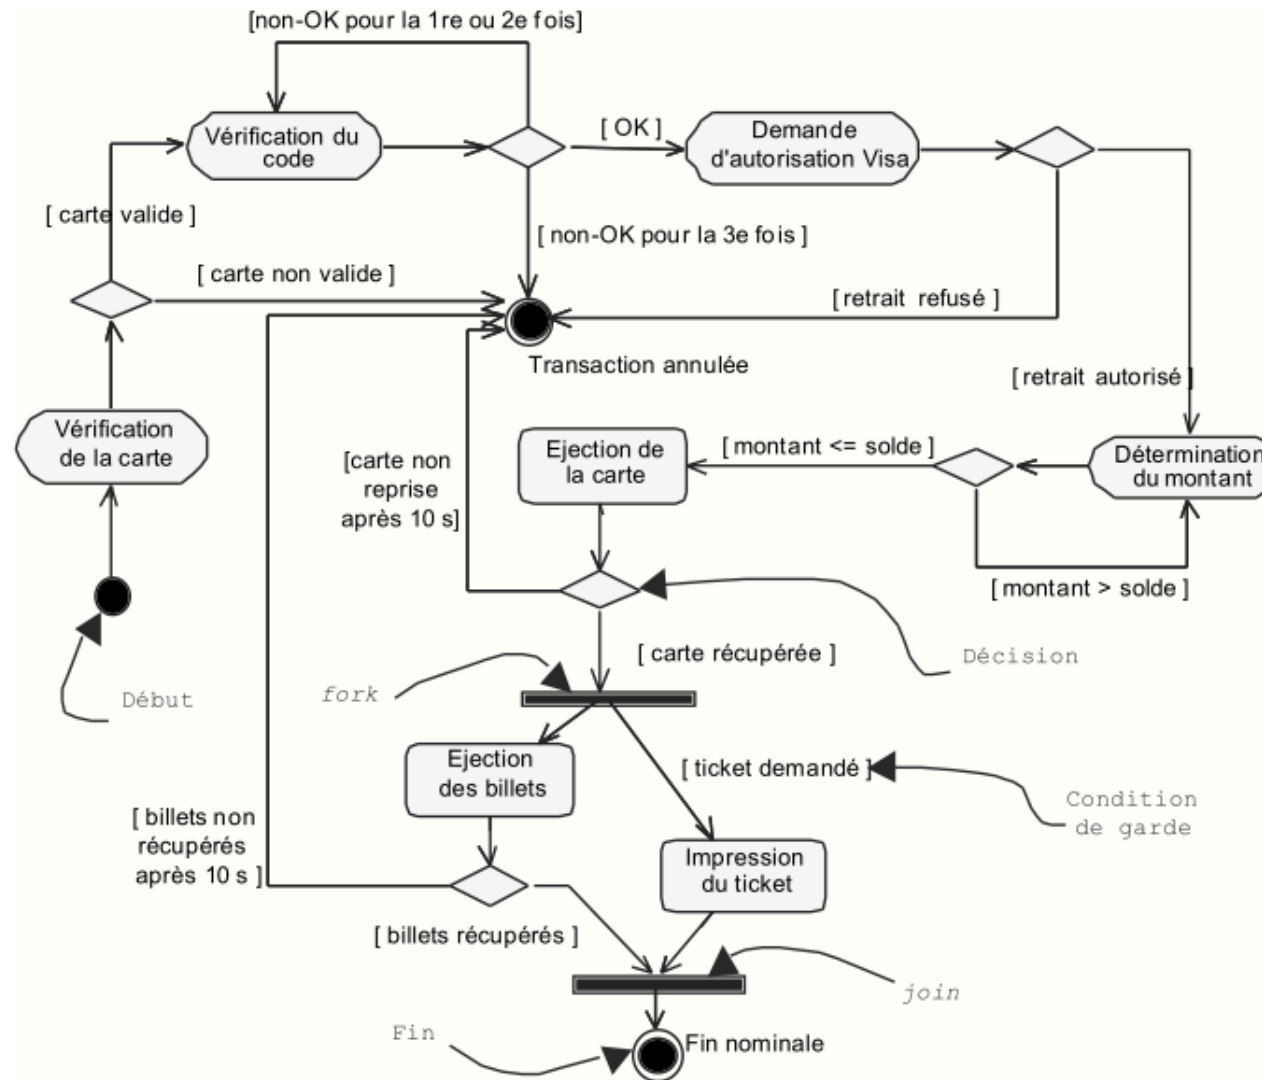 [non-OK pour la 1re ou 2e fois]
Vérification du
code
[ OK ]
Demande
d'autorisation Visa
[ carte valide ]
[ non-OK pour la 3e fois ]
[ carte non valide ]
[ retrait refusé ]
Transaction annulée
[ retrait autorisé ]
Vérification
de la carte
[carte non
reprise
après 10 s]
Ejection de
la carte
[ montant <= solde ]
Détermination
du montant
[ montant > solde ]
[ carte récupérée ]
Décision
Début
fork
Ejection
des billets
[ ticket demandé ]
Condition
de garde
[ billets non
récupérés
après 10 s ]
Impression
du ticket
[ billets récupérés ]
join
Fin
Fin nominale